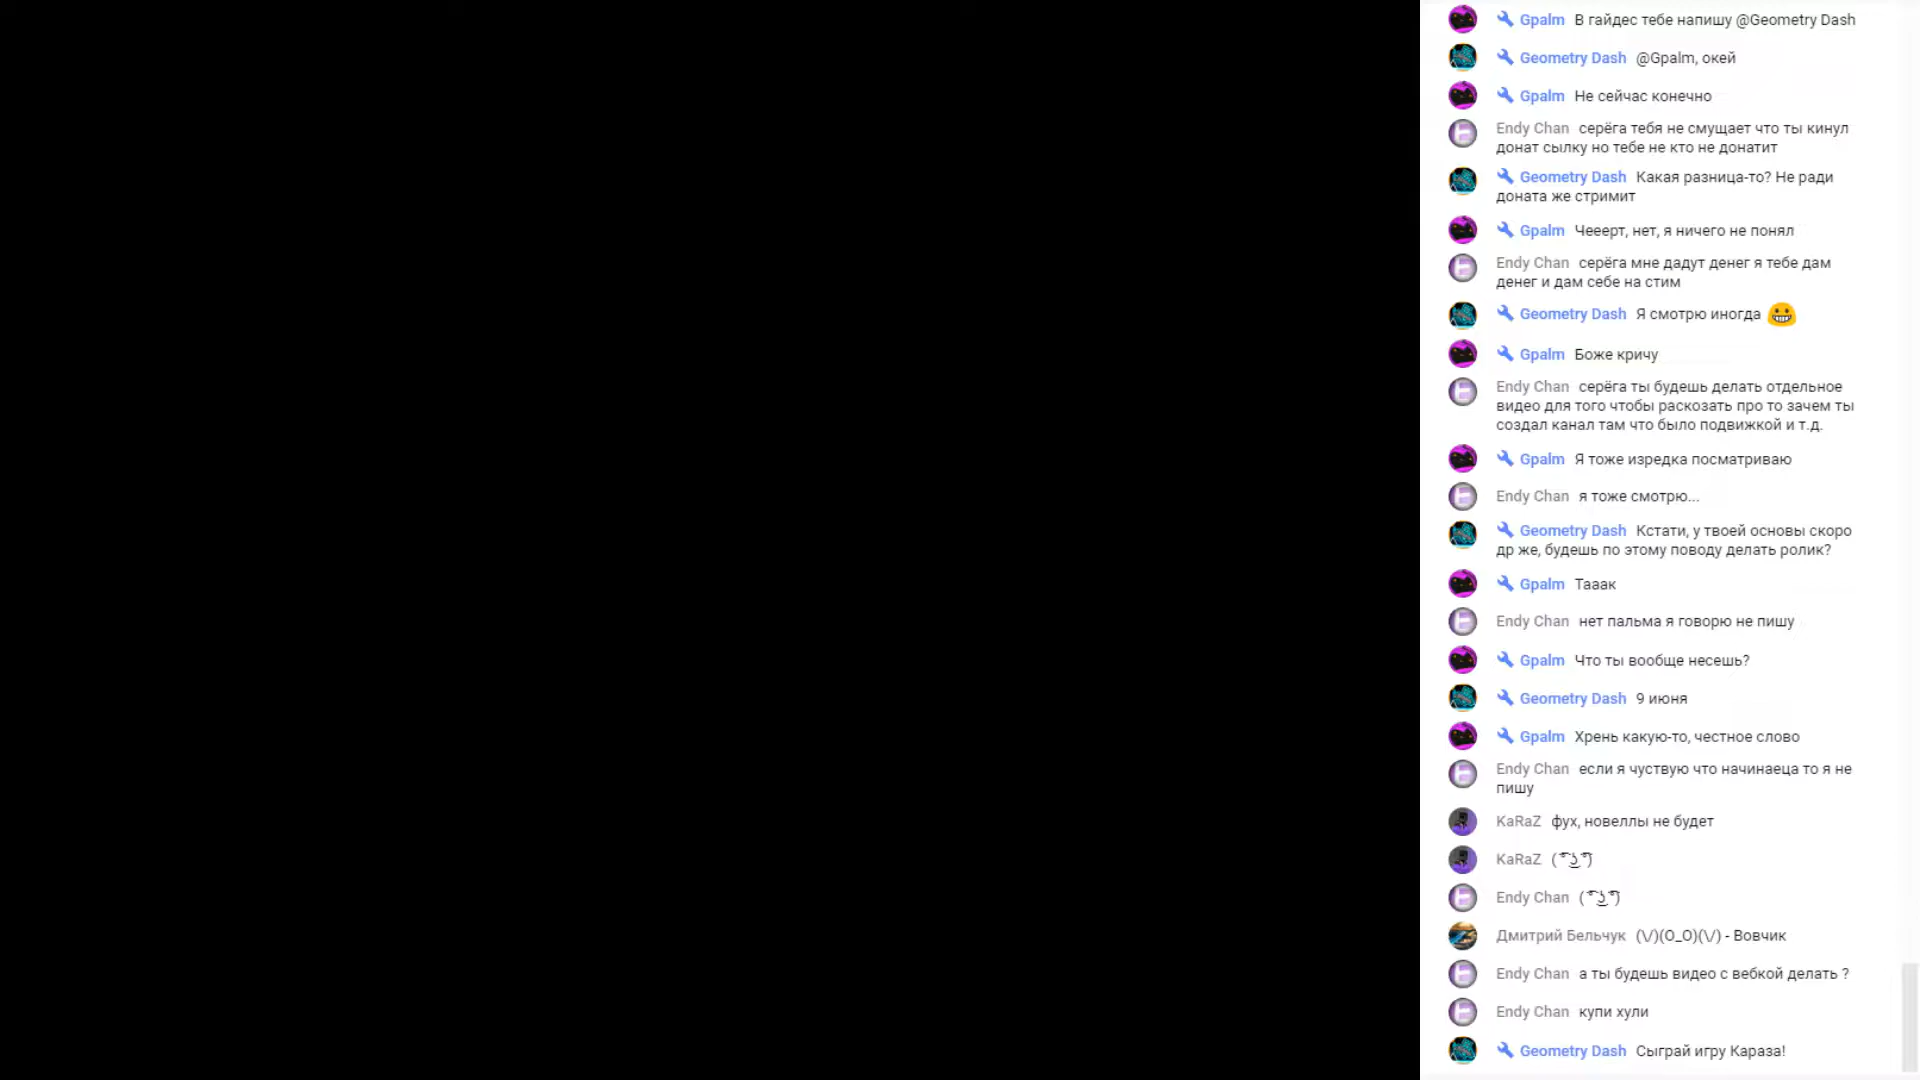 Gpalm В гайдес тебе напишу @Geometry Dash
Geometry Dash @Gpalm, окей
Gpalm Не сейчас конечно
Endy Chan серёга тебя не смущает что ты кинул
донат сылку но тебе не кто не донатит
Geometry Dash Какая разница-то? Не ради
доната же стримит
Gpalm Чееерт, нет, я ничего не понял
Endy Chan серёга мне дадут денег я тебе дам
денег и дам себе на стим
Geometry Dash Я смотрю иногда
Gpalm Боже кричу
Endy Chan серёга ты будешь делать отдельное
видео для того чтобы раскозать про то зачем ты
создал канал там что было подвижкой и т.д.
Gpalm Я тоже изредка посматриваю
Endy Chan я тоже смотрю...
Geometry Dash Кстати, у твоей основы скоро
др же, будешь по этому поводу делать ролик?
Gpalm Тааак
Endy Chan нет пальма я говорю не пишу
Gpalm Что ты вообще несешь?
Geometry Dash 9 июня
Gpalm Хрень какую-то, честное слово
Endy Chan если я чуствую что начинаеца то я не
пишу
KaRaZ фух, новеллы не будет
KaRaZ ( ͡° ͜ʖ ͡°)
Endy Chan ( ͡° ͜ʖ ͡°)
Дмитрий Бельчук (\/)(O_O)(\/) - Вовчик
Endy Chan а ты будешь видео с вебкой делать ?
Endy Chan купи хули
Geometry Dash Сыграй игру Караза!